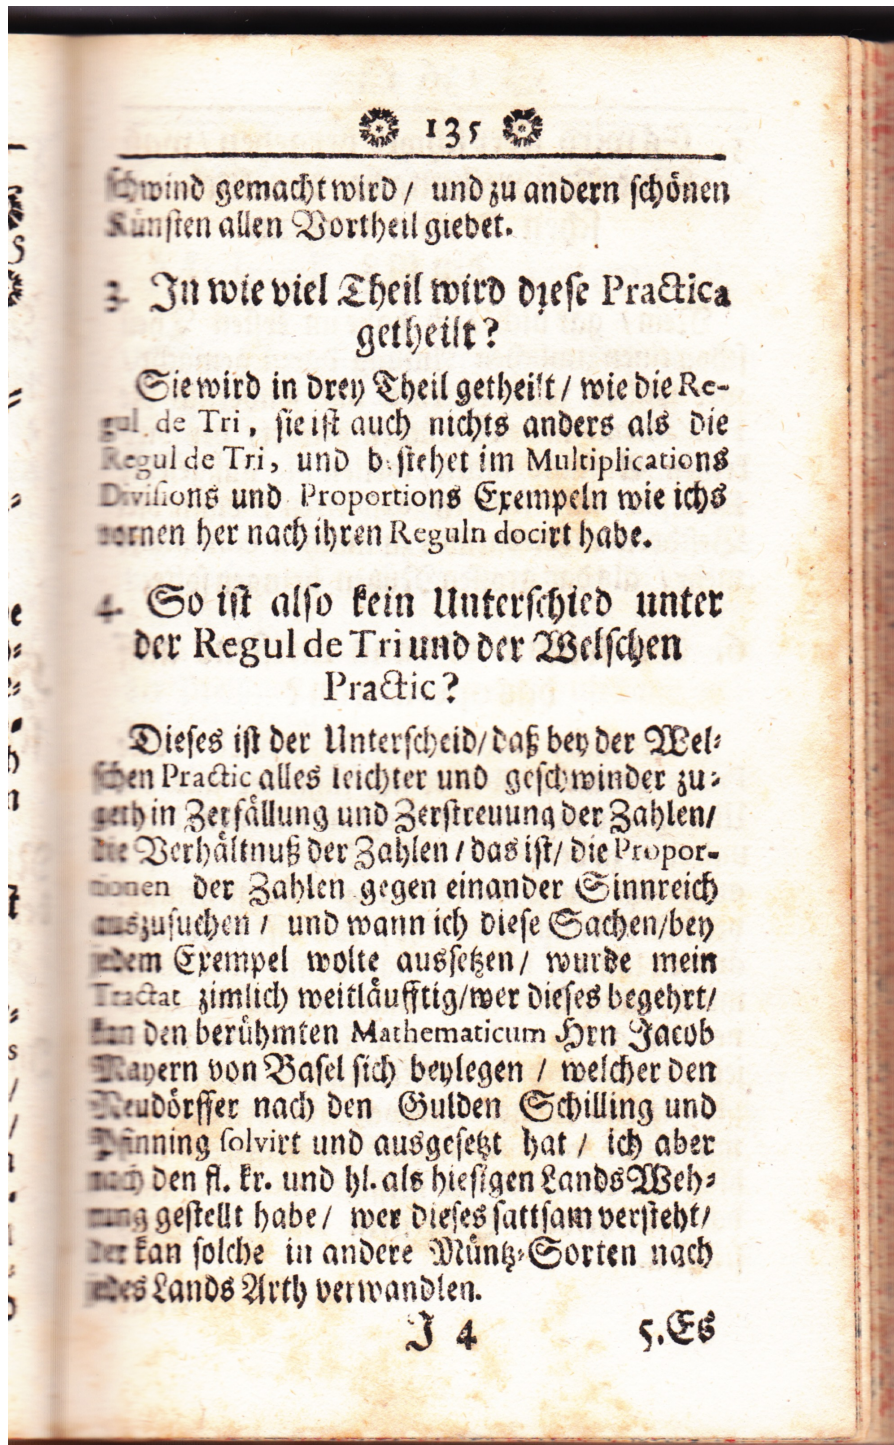 135
schwind gemacht wird / und zu andern schönen
Künsten allen Vortheil giebet.
3. In wie viel Theil wird diese Practica
getheilt?
Sie wird in drey Theil getheilt / wie die Re-
gul de Tri, sie ist auch nichts anders als die
Regul de Tri, und bestehet im Multiplications
Divisions und Proportions Exempeln wie ichs
vornen her nach ihren Reguln docirt habe.
4. So ist also kein Unterschied unter
der Regul de Tri und der Welschen
Practic?
Dieses ist der Unterscheid / daß bey der Wel-
schen Practic alles leichter und geschwinder zu-
geth in Zerfällung und Zerstreuung der Zahlen /
die Verhältnuß der Zahlen / das ist / die Propor-
tionen der Zahlen gegen einander Sinnreich
auszusuchen / und wann ich diese Sachen / bey
jedem Exempel wolte aussetzen / wurde mein
Tractat zimlich weitläufftig / wer dieses begehrt /
kan den berühmten Mathematicum Hrn Jacob
Mayern von Basel sich beylegen / welcher den
Neudörffer nach den Gulden Schilling und
Pfinning solvirt und ausgesetzt hat / ich aber
nach den fl. kr. und hl. als hiesigen Lands Weh-
rung gestellt habe / wer dieses sattsam versteht /
der kan solche in andere Müntz-Sorten nach
jedes Lands Arth verwandlen.
J 4 5. Es